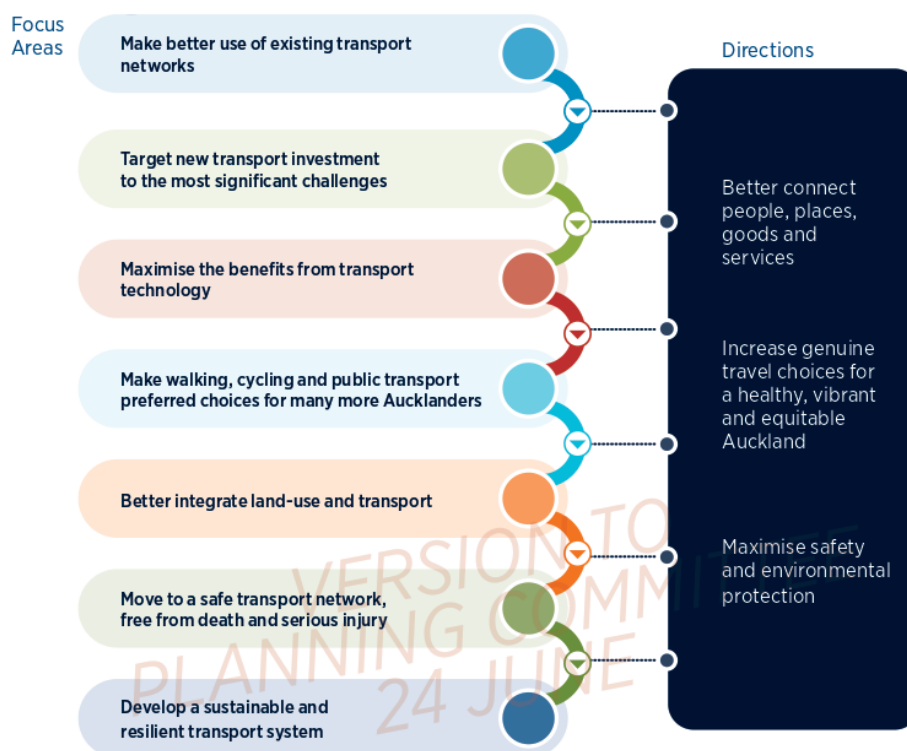 Focus
Areas
Make better use of existing transport
networks
Target new transport investment
to the most significant challenges
Maximise the benefits from transport
technology
Make walking, cycling and public transport
preferred choices for many more Aucklanders
Better integrate land-use and transport
Move to a safe transport network,
free from death and serious injury
Develop a sustainable and
resilient transport system
Directions
Better connect
people, places,
goods and
services
Increase genuine
travel choices for
a healthy, vibrant
and equitable
Auckland
Maximise safety
and environmental
protection
VERSION TO
PLANNING COMMITTEE
24 JUNE